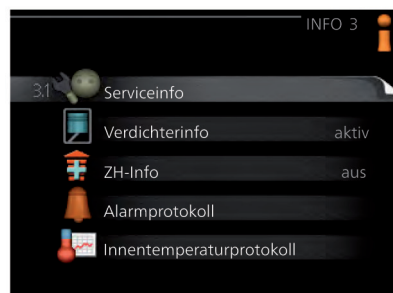 INFO 3
3.1 Serviceinfo
Verdichterinfo aktiv
ZH-Info aus
Alarmprotokoll
Innentemperaturprotokoll